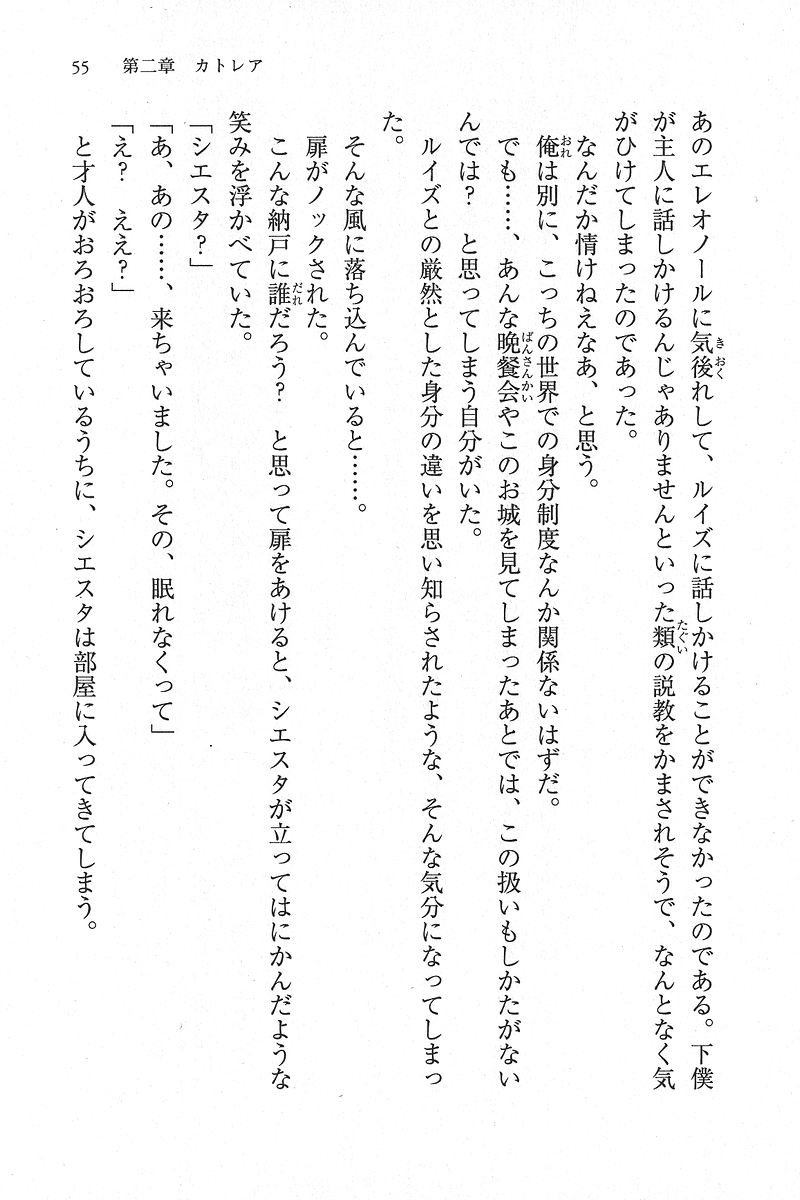 55　第二章　カトレア
あのエレオノールに気後れして、ルイズに話しかけることができなかったのである。下僕
が主人に話しかけるんじゃありませんといった類の説教をかまされそうで、なんとなく気
がひけてしまったのであった。
　なんだか情けねえなあ、と思う。
　俺は別に、こっちの世界での身分制度なんか関係ないはずだ。
　でも……、あんな晩餐会やこのお城を見てしまったあとでは、この扱いもしかたがない
んでは？　と思ってしまう自分がいた。
　ルイズとの厳然とした身分の違いを思い知らされたような、そんな気分になってしまっ
た。
　そんな風に落ち込んでいると……。
　扉がノックされた。
　こんな納戸に誰だろう？　と思って扉をあけると、シエスタが立ってはにかんだような
笑みを浮かべていた。
「シエスタ？」
「あ、あの……、来ちゃいました。その、眠れなくって」
「え？　ええ？」
　と才人がおろおろしているうちに、シエスタは部屋に入ってきてしまう。